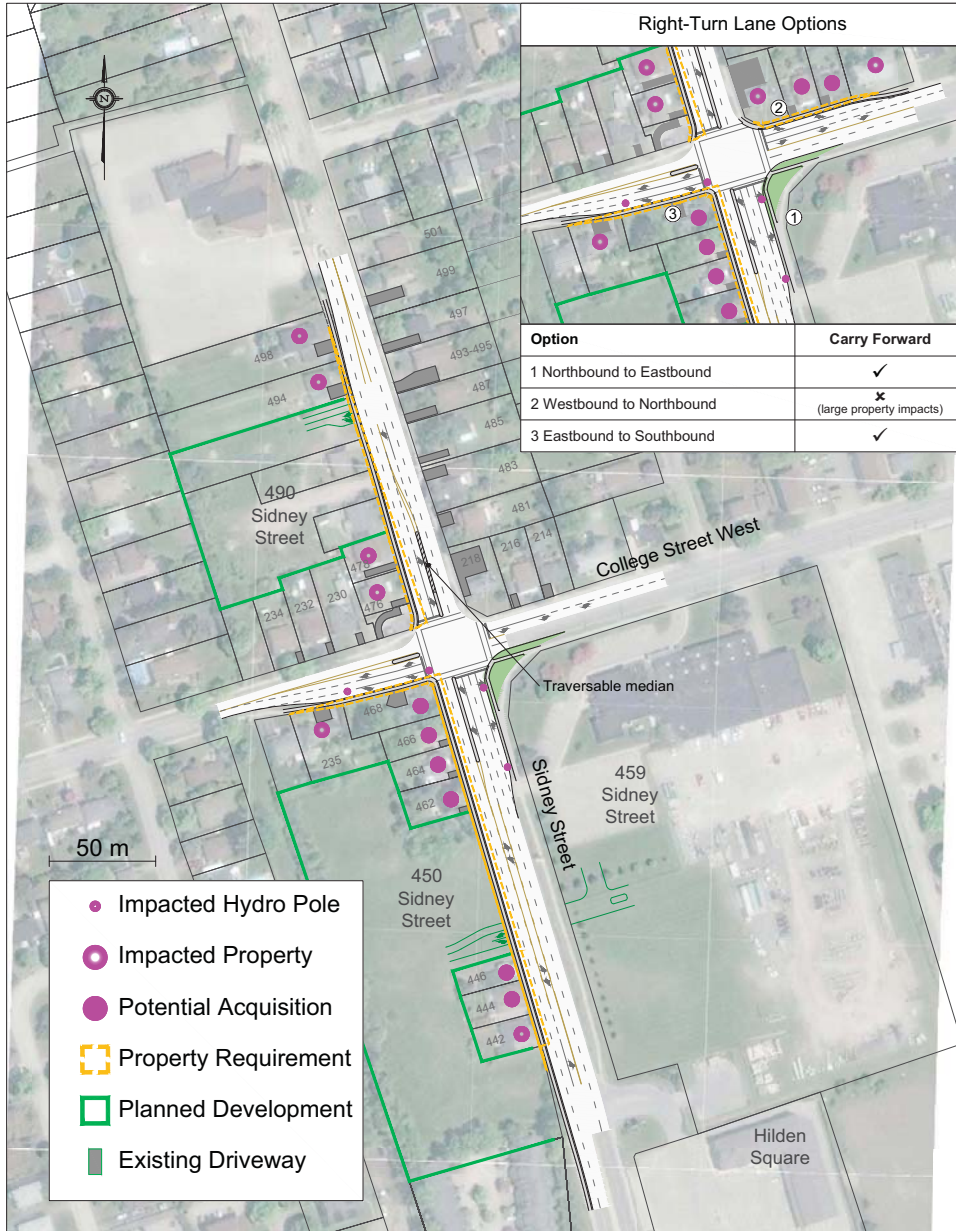 Right-Turn Lane Options
N
2
3
1
Option Carry Forward
1 Northbound to Eastbound ✓
2 Westbound to Northbound ✗
(large property impacts)
3 Eastbound to Southbound ✓
501
499
497
493-495
487
485
483
481
214
216
218
498
494
490
Sidney
Street
478
476
230
232
234
College Street West
Traversable median
468
466
464
462
235
Sidney Street
459
Sidney
Street
450
Sidney
Street
446
444
442
50 m
Impacted Hydro Pole
Impacted Property
Potential Acquisition
Property Requirement
Planned Development
Existing Driveway
Hilden
Square